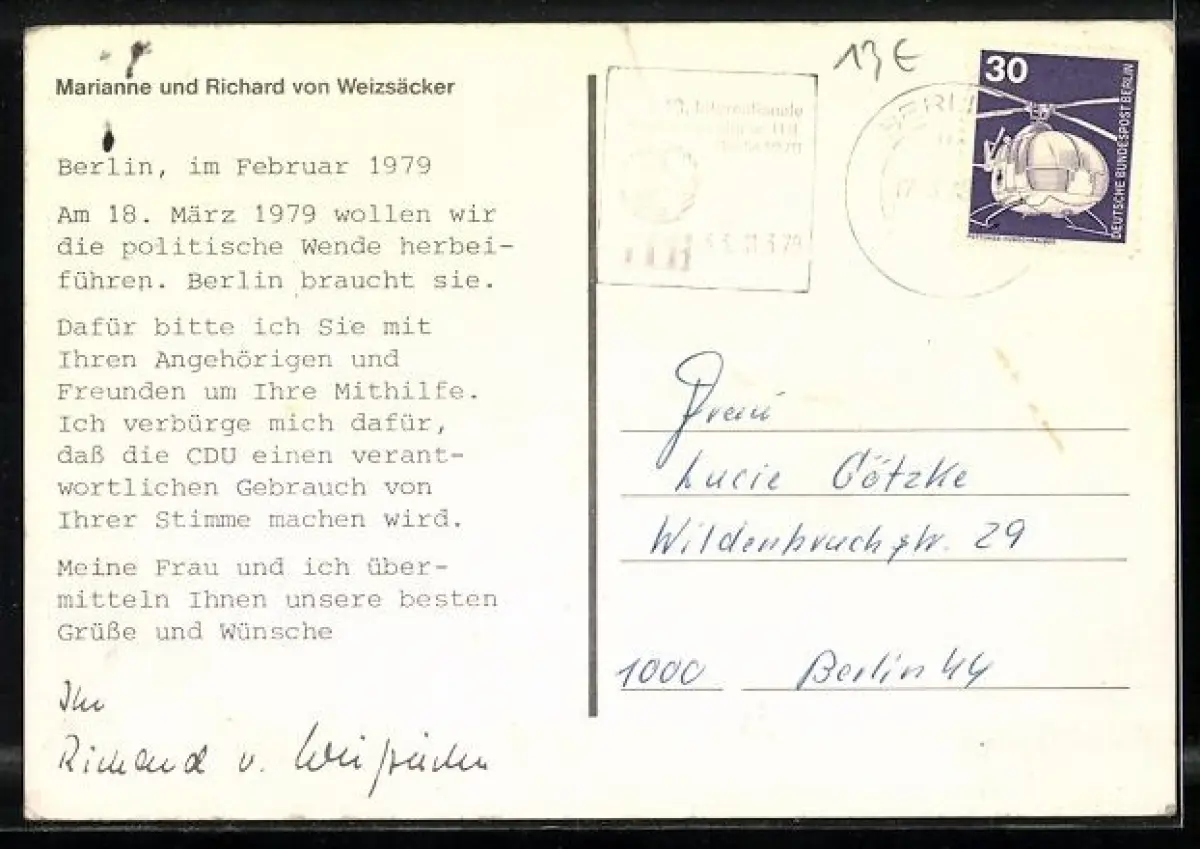 Marianne und Richard von Weizsäcker
Berlin, im Februar 1979
Am 18. März 1979 wollen wir
die politische Wende herbei-
führen. Berlin braucht sie.
Dafür bitte ich Sie mit
Ihren Angehörigen und
Freunden um Ihre Mithilfe.
Ich verbürge mich dafür,
daß die CDU einen verant-
wortlichen Gebrauch von
Ihrer Stimme machen wird.
Meine Frau und ich über-
mitteln Ihnen unsere besten
Grüße und Wünsche
Ihr
Richard v. Weizsäcker
Internationale
13€
30
DEUTSCHE BUNDESPOST BERLIN
Frau
Lucie Götzke
Wildenbruchstr. 29
1000 Berlin 44